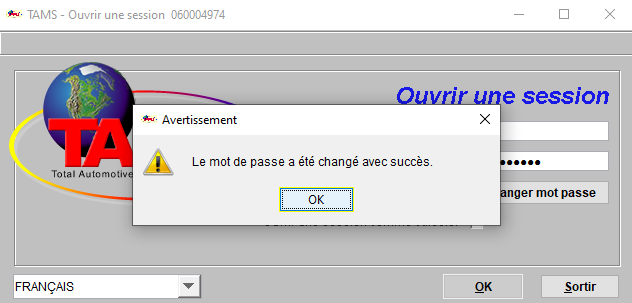 TAMS - Ouvrir une session 060004974
Ouvrir une session
TA
Total Automotive
Avertissement
Le mot de passe a été changé avec succès.
OK
anger mot passe
FRANÇAIS
OK
Sortir